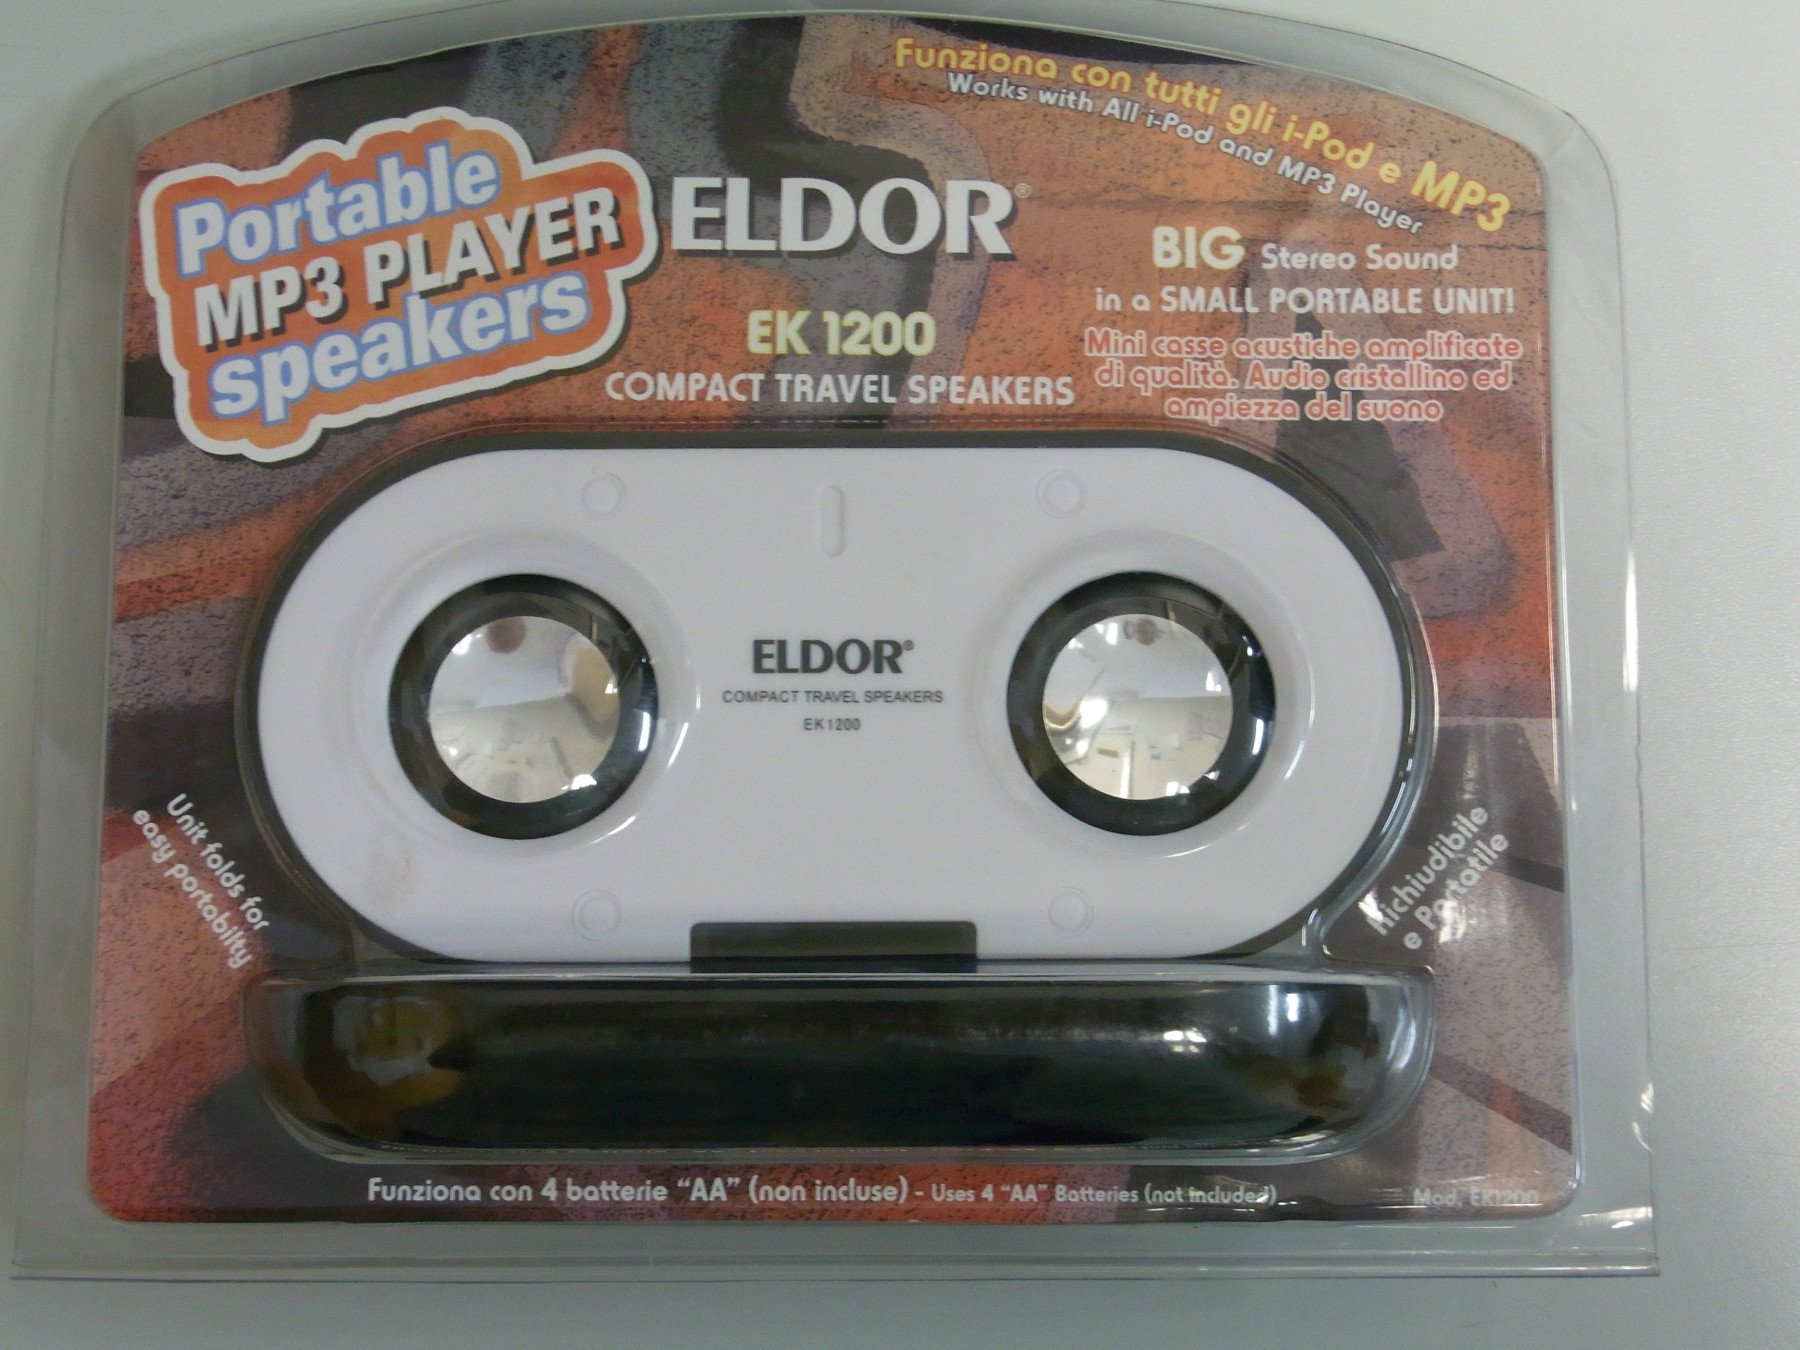 Funziona con tutti gli i-Pod e MP3
Works with All i-Pod and MP3 Player
Portable
MP3 PLAYER
speakers
ELDOR®
EK 1200
COMPACT TRAVEL SPEAKERS
BIG Stereo Sound
in a SMALL PORTABLE UNIT!
Mini casse acustiche amplificate
di qualità. Audio cristallino ed
ampiezza del suono
ELDOR®
COMPACT TRAVEL SPEAKERS
EK1200
Unit folds for
easy portabilty
Richiudibile
e Portatile
Funziona con 4 batterie “AA” (non incluse) - Uses 4 “AA” Batteries (not included)
Mod. EK1200